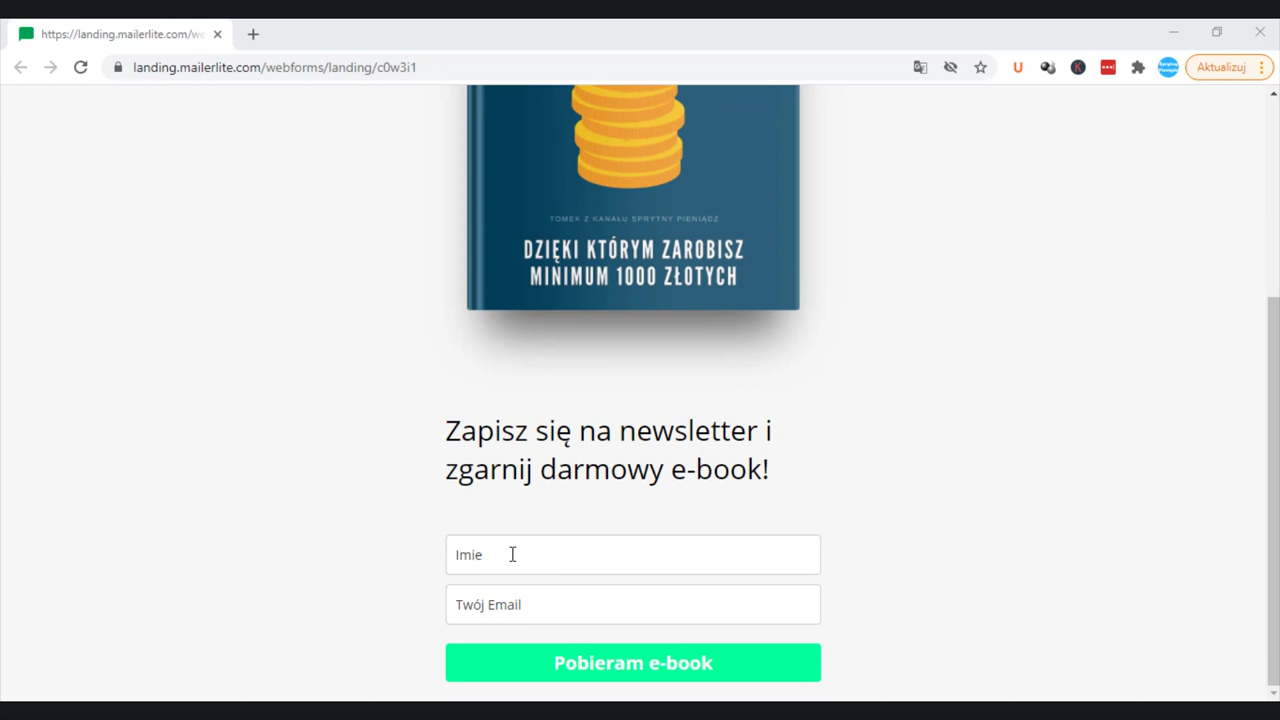 https://landing.mailerlite.com/we
landing.mailerlite.com/webforms/landing/c0w3i1
Aktualizuj
TOMEK Z KANAŁU SPRYTNY PIENIĄDZ
DZIĘKI KTÓRYM ZAROBISZ
MINIMUM 1000 ZŁOTYCH
Zapisz się na newsletter i
zgarnij darmowy e-book!
Imie
Twój Email
Pobieram e-book